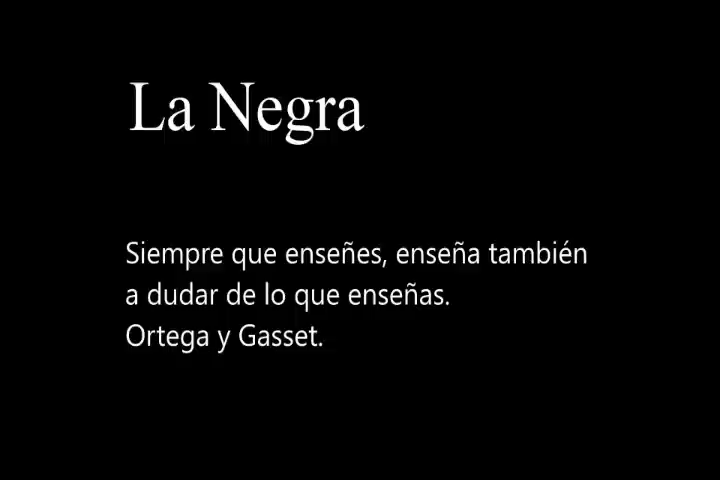 La Negra
Siempre que enseñes, enseña también
a dudar de lo que enseñas.
Ortega y Gasset.